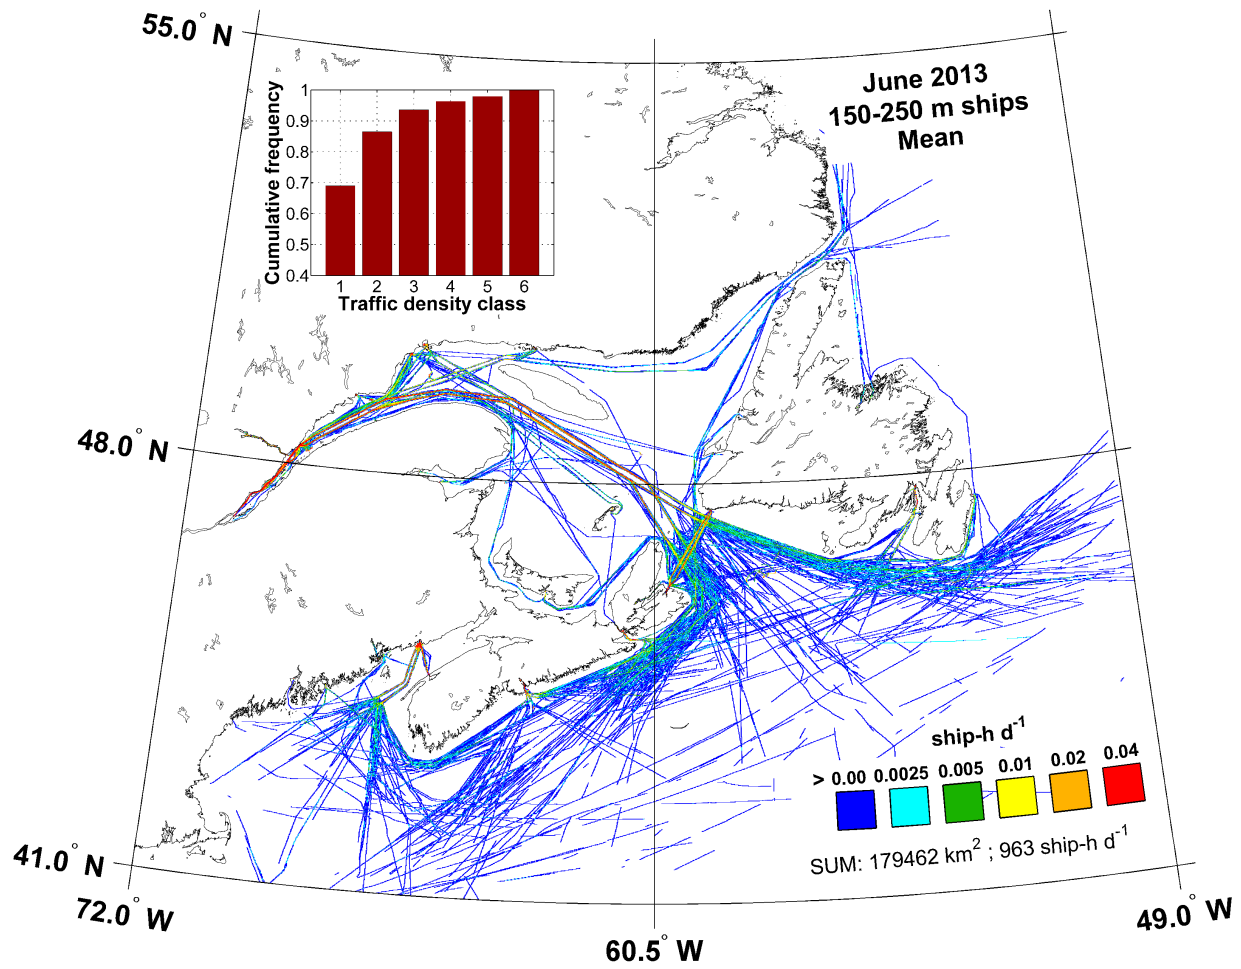 55.0° N
June 2013
150-250 m ships
Mean
Cumulative frequency
1
0.9
0.8
0.7
0.6
0.5
0.4
1 2 3 4 5 6
Traffic density class
48.0° N
ship-h d⁻¹
> 0.00 0.0025 0.005 0.01 0.02 0.04
SUM: 179462 km² ; 963 ship-h d⁻¹
41.0° N
72.0° W
60.5° W
49.0° W